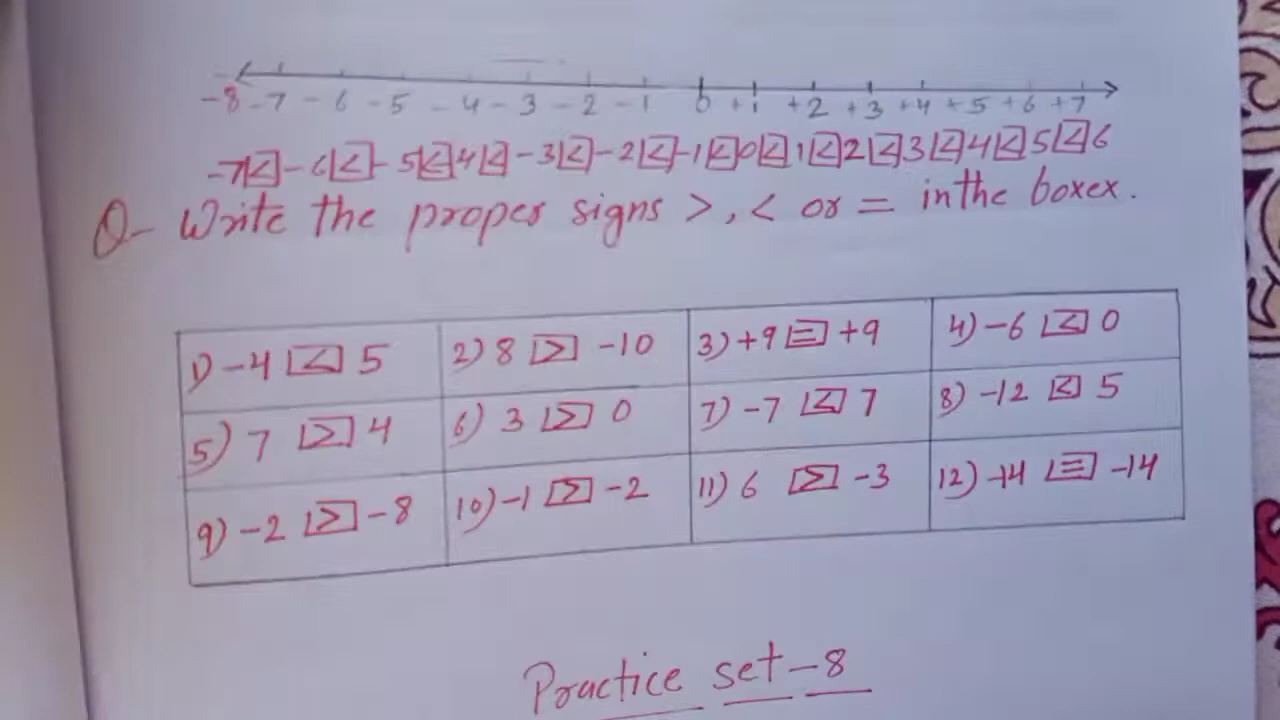 -8 -7 -6 -5 -4 -3 -2 -1 0 +1 +2 +3 +4 +5 +6 +7
-7 < -6 < -5 < 4 < -3 < -2 < -1 < 0 < 1 < 2 < 3 < 4 < 5 < 6
Q- Write the proper signs >, < or = in the boxex.
1) -4 < 5 2) 8 > -10 3) +9 = +9 4) -6 < 0
5) 7 > 4 6) 3 > 0 7) -7 < 7 8) -12 < 5
9) -2 > -8 10) -1 > -2 11) 6 > -3 12) -14 = -14
Practice set-8